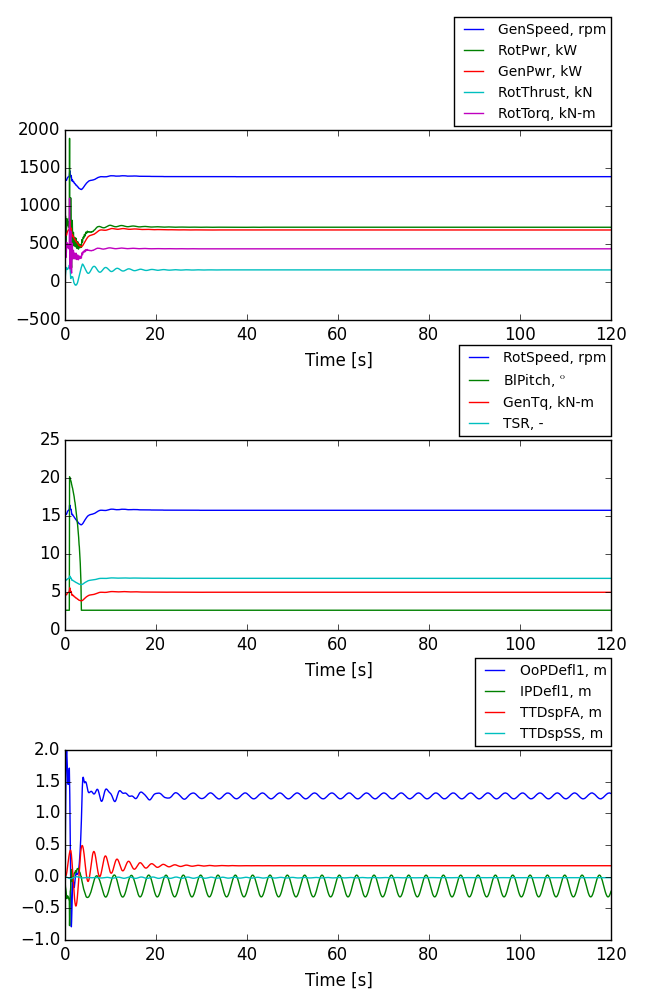 GenSpeed, rpm
RotPwr, kW
GenPwr, kW
RotThrust, kN
RotTorq, kN-m
2000
1500
1000
500
0
−500
0 20 40 60 80 100 120
Time [s]
RotSpeed, rpm
BlPitch, °
GenTq, kN-m
TSR, -
25
20
15
10
5
0
0 20 40 60 80 100 120
Time [s]
OoPDefl1, m
IPDefl1, m
TTDspFA, m
TTDspSS, m
2.0
1.5
1.0
0.5
0.0
−0.5
−1.0
0 20 40 60 80 100 120
Time [s]